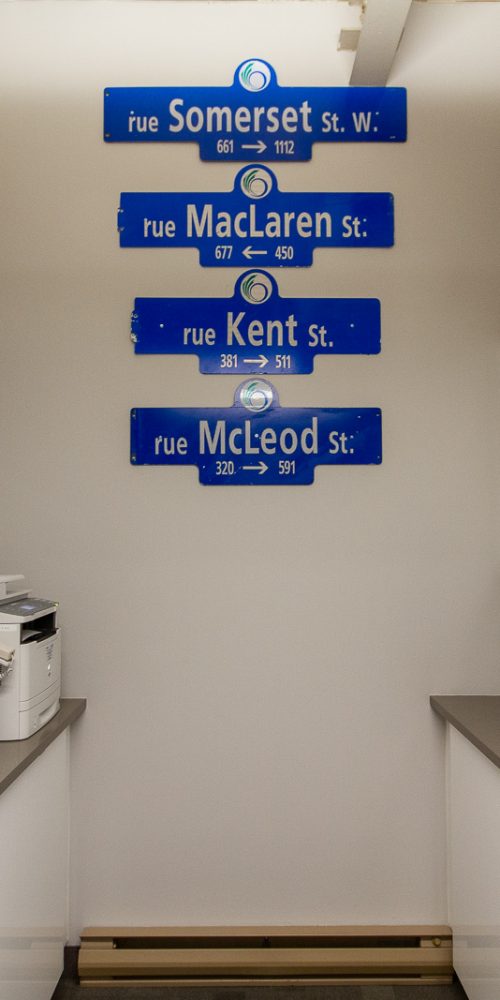 rue Somerset St. W.
661 → 1112
rue MacLaren St.
677 ← 450
rue Kent St.
381 → 511
rue McLeod St.
320 → 591